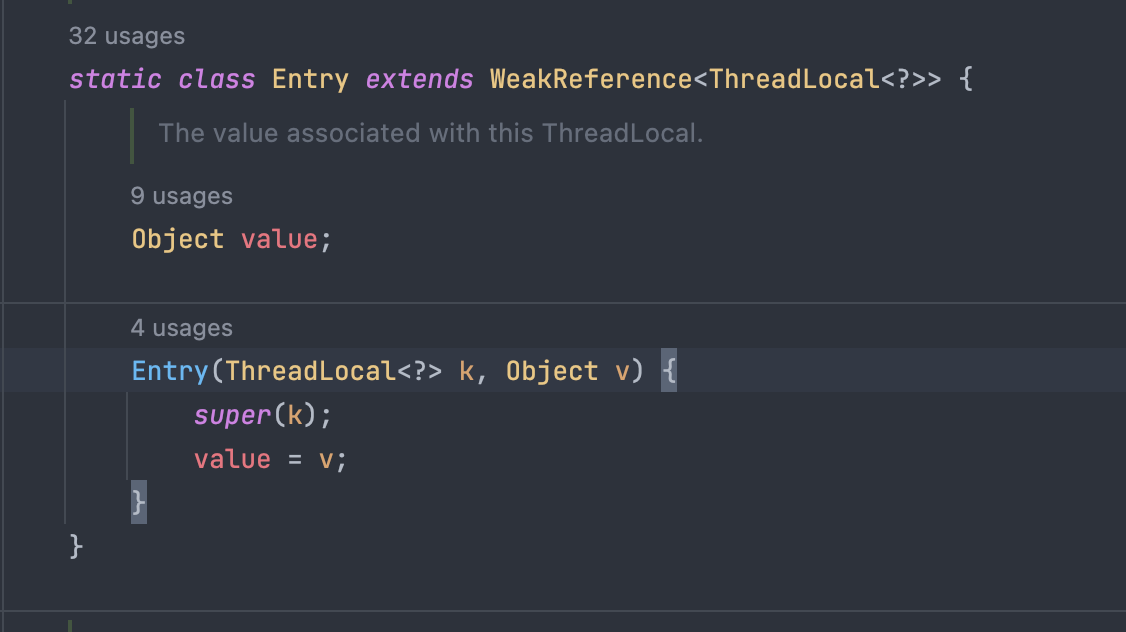 32 usages
static class Entry extends WeakReference<ThreadLocal<?>> {
The value associated with this ThreadLocal.
9 usages
Object value;
4 usages
Entry(ThreadLocal<?> k, Object v) {
super(k);
value = v;
}
}